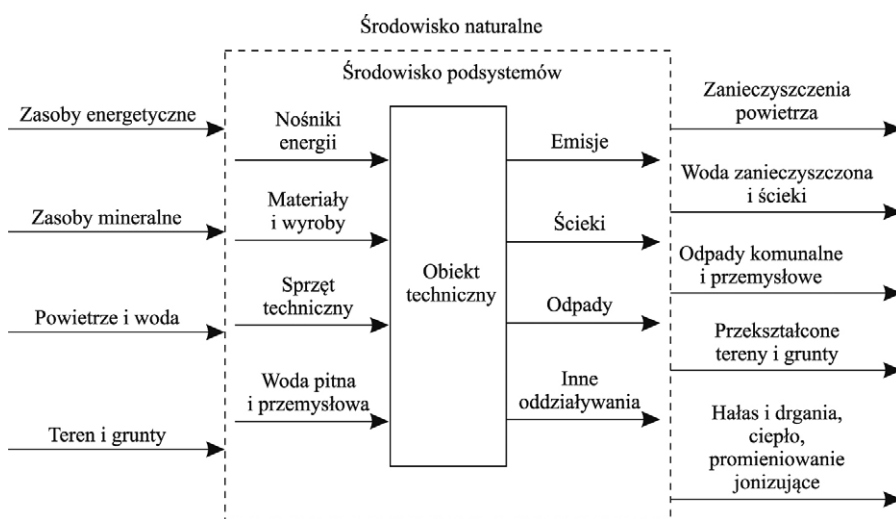 Środowisko naturalne
Środowisko podsystemów
Zasoby energetyczne
Zasoby mineralne
Powietrze i woda
Teren i grunty
Nośniki
energii
Materiały
i wyroby
Sprzęt
techniczny
Woda pitna
i przemysłowa
Obiekt
techniczny
Emisje
Ścieki
Odpady
Inne
oddziaływania
Zanieczyszczenia
powietrza
Woda zanieczyszczona
i ścieki
Odpady komunalne
i przemysłowe
Przekształcone
tereny i grunty
Hałas i drgania,
ciepło,
promieniowanie
jonizujące